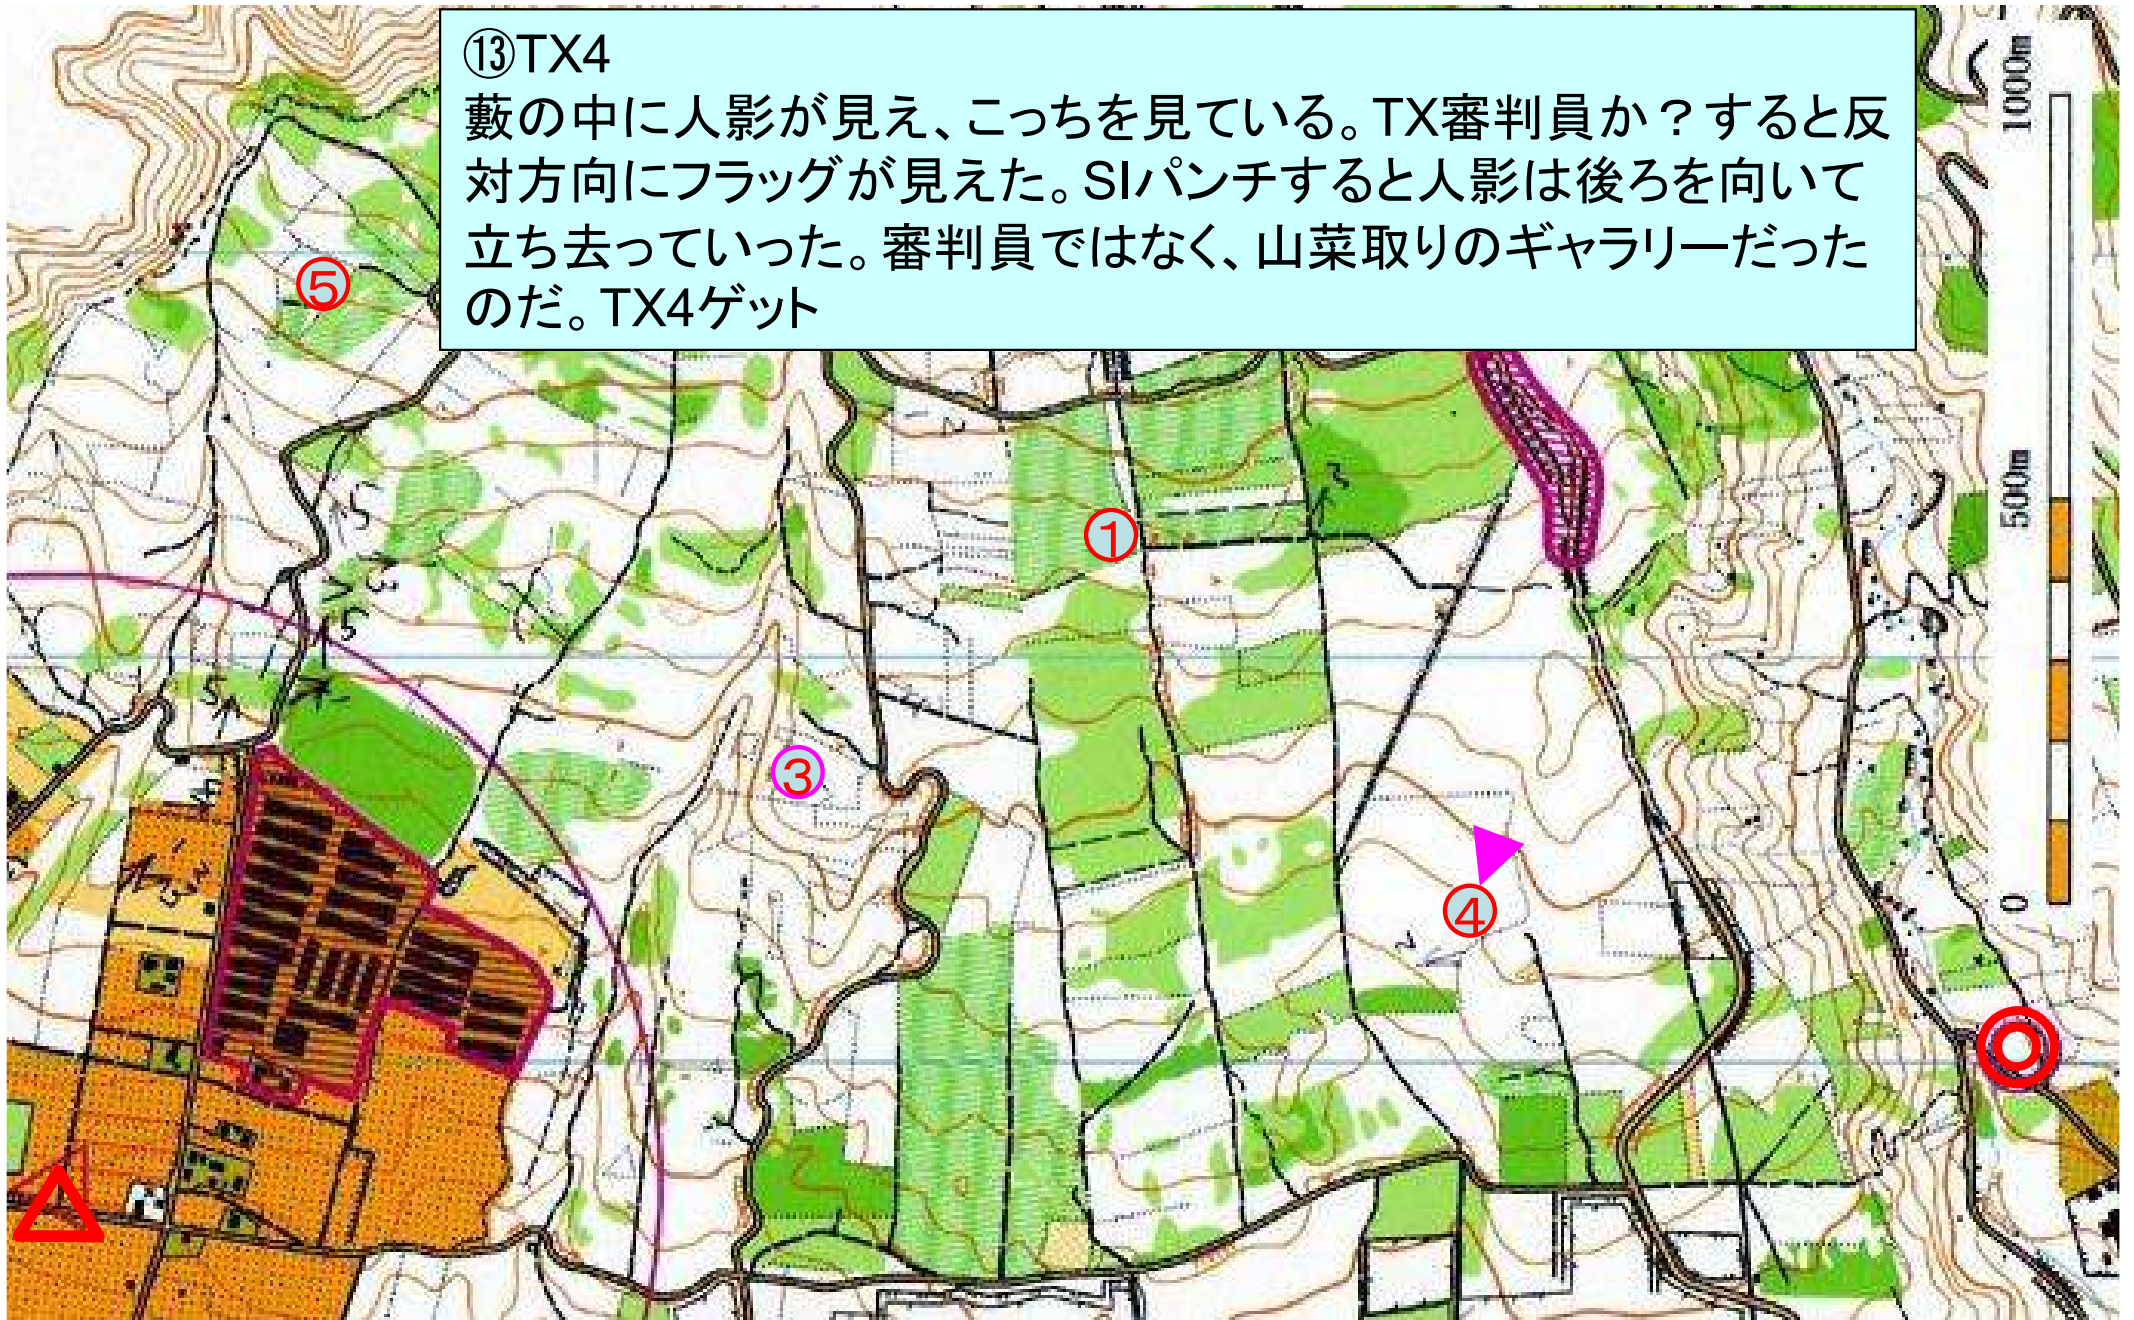 ⑬TX4
藪の中に人影が見え、こっちを見ている。TX審判員か？すると反
対方向にフラッグが見えた。SIパンチすると人影は後ろを向いて
立ち去っていった。審判員ではなく、山菜取りのギャラリーだった
のだ。TX4ゲット
1000m
500m
0
⑤
①
③
④